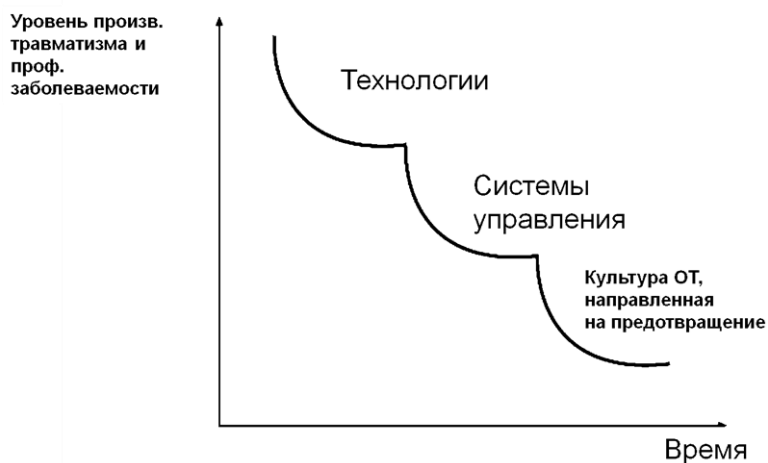 Уровень произв.
травматизма и
проф.
заболеваемости
Технологии
Системы
управления
Культура ОТ,
направленная
на предотвращение
Время